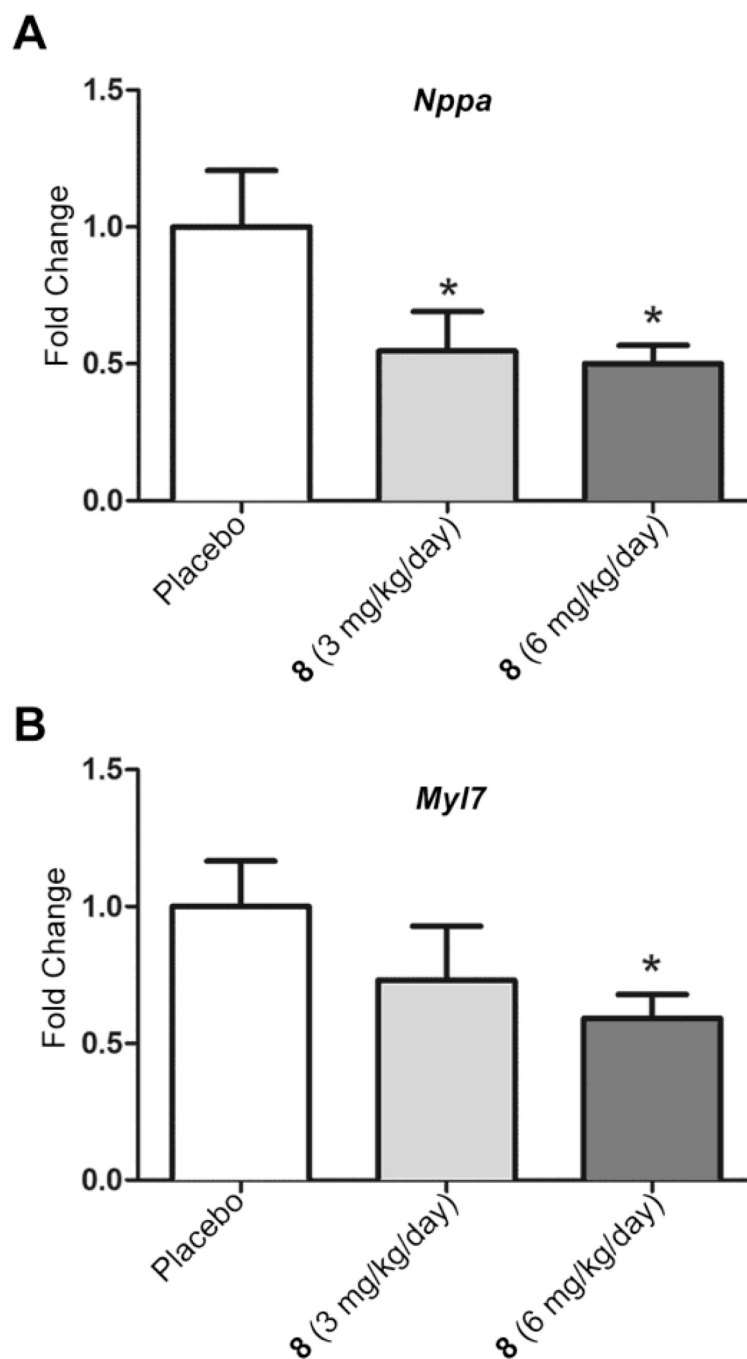 A
Nppa
Fold Change
1.5
1.0
0.5
0.0
Placebo
8 (3 mg/kg/day)
8 (6 mg/kg/day)
*
*
B
Myl7
Fold Change
1.5
1.0
0.5
0.0
Placebo
8 (3 mg/kg/day)
8 (6 mg/kg/day)
*